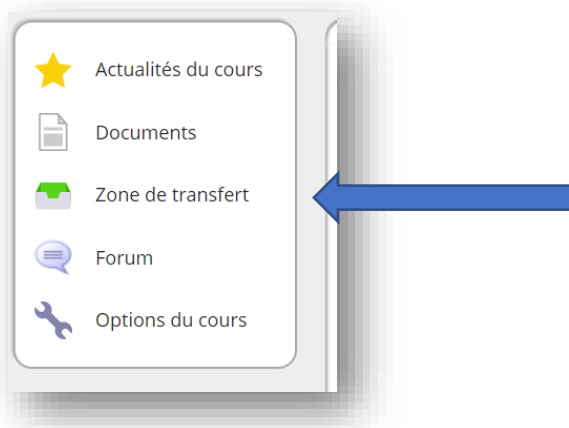 Actualités du cours
Documents
Zone de transfert
Forum
Options du cours